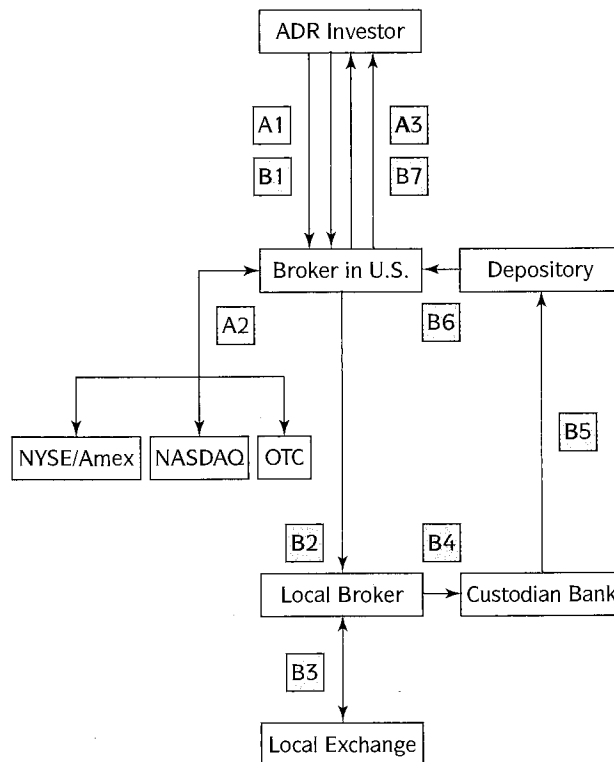 ADR Investor
A1
A3
B1
B7
Broker in U.S.
Depository
A2
B6
B5
NYSE/Amex
NASDAQ
OTC
B2
B4
Local Broker
Custodian Bank
B3
Local Exchange